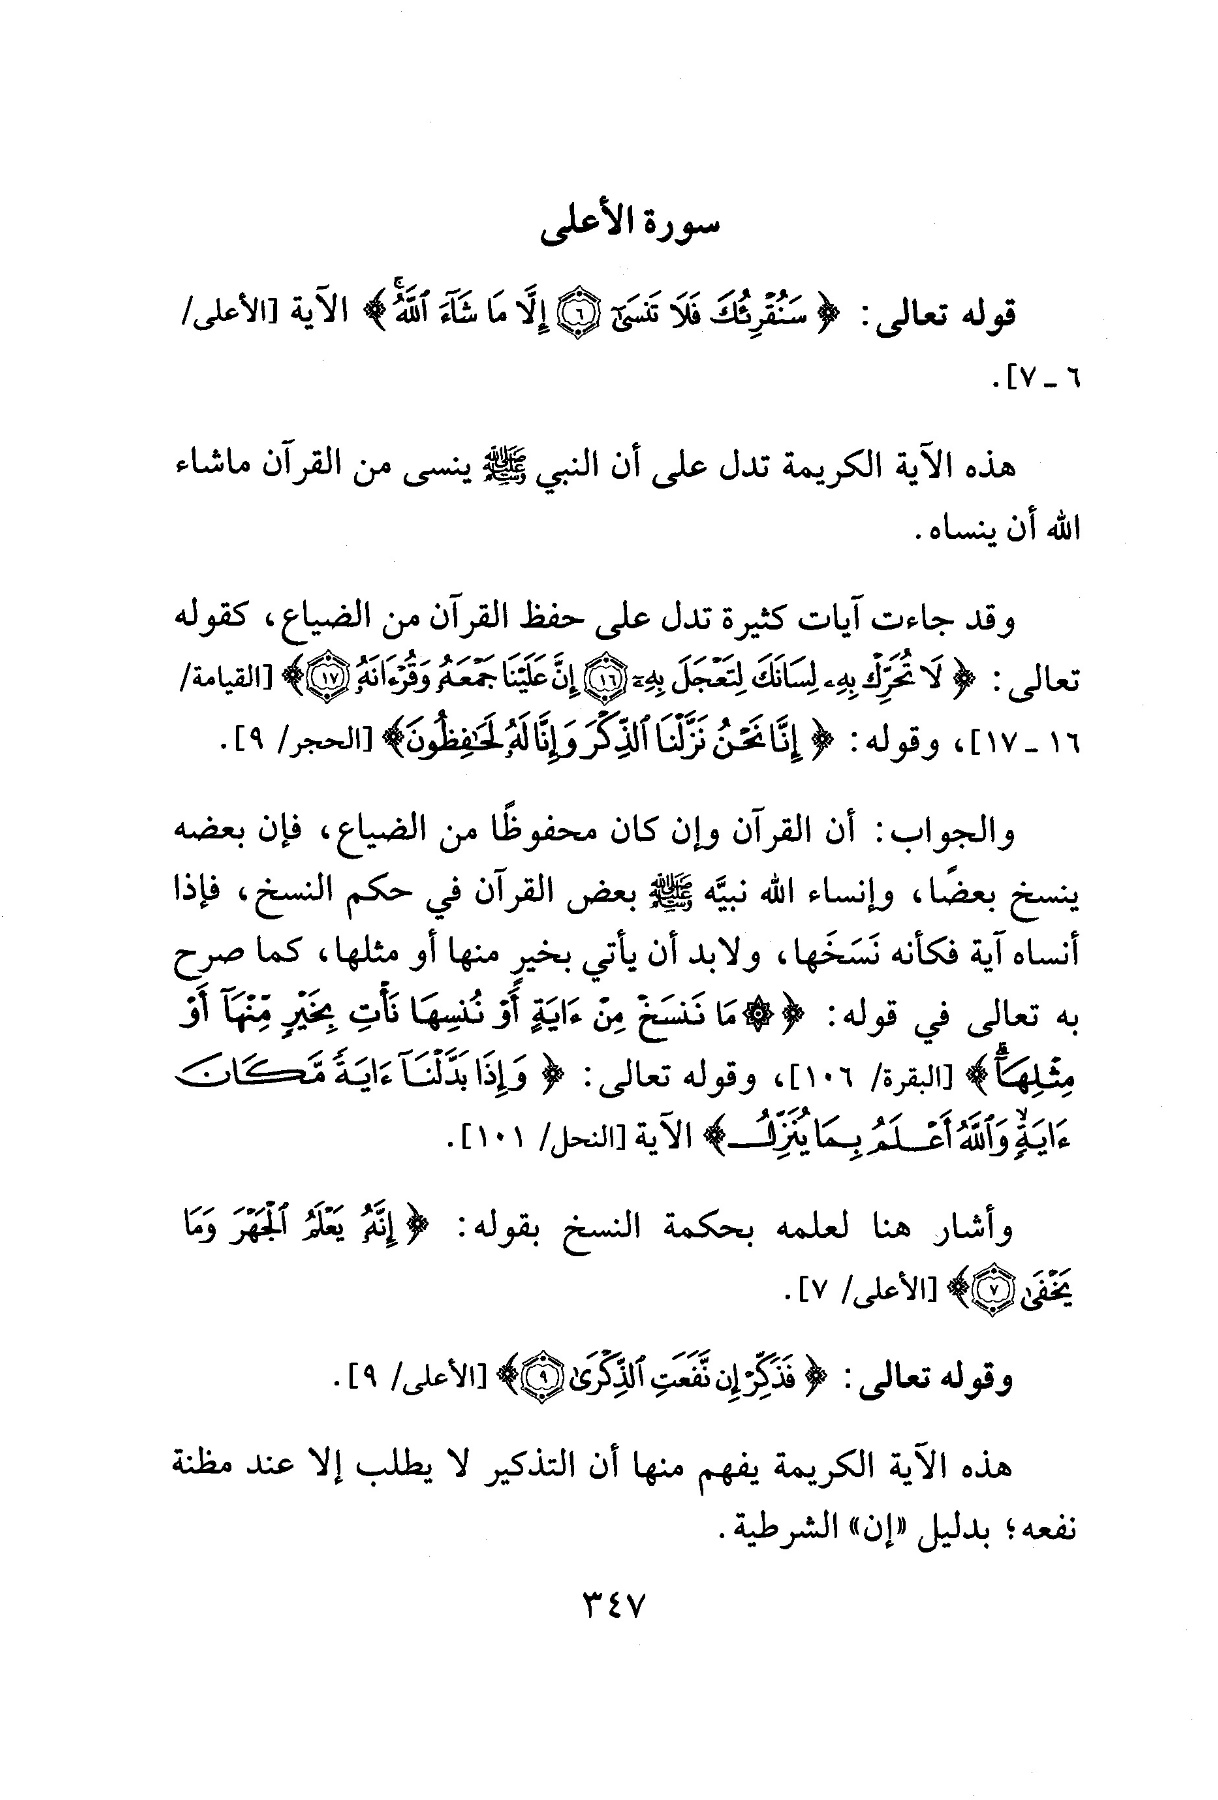 سورة الأعلى
قوله تعالى: ﴿ سَنُقْرِئُكَ فَلَا تَنسَىٰٓ ۝٦ إِلَّا مَا شَآءَ ٱللَّهُۚ ﴾ الآية [الأعلى/
٦ ـ ٧].
هذه الآية الكريمة تدل على أن النبي ﷺ ينسى من القرآن ماشاء
الله أن ينساه.
وقد جاءت آيات كثيرة تدل على حفظ القرآن من الضياع، كقوله
تعالى: ﴿ لَا تُحَرِّكْ بِهِۦ لِسَانَكَ لِتَعْجَلَ بِهِۦٓ ۝١٦ إِنَّ عَلَيْنَا جَمْعَهُۥ وَقُرْءَانَهُۥ ۝١٧﴾ [القيامة/
١٦ ـ ١٧]، وقوله: ﴿ إِنَّا نَحْنُ نَزَّلْنَا ٱلذِّكْرَ وَإِنَّا لَهُۥ لَحَٰفِظُونَ﴾ [الحجر/ ٩].
والجواب: أن القرآن وإن كان محفوظًا من الضياع، فإن بعضه
ينسخ بعضًا، وإنساء الله نبيَّه ﷺ بعض القرآن في حكم النسخ، فإذا
أنساه آية فكأنه نَسَخَها، ولابد أن يأتي بخيرٍ منها أو مثلها، كما صرح
به تعالى في قوله: ﴿ ۞ مَا نَنسَخْ مِنْ ءَايَةٍ أَوْ نُنسِهَا نَأْتِ بِخَيْرٍ مِّنْهَآ أَوْ
مِثْلِهَآۗ﴾ [البقرة/ ١٠٦]، وقوله تعالى: ﴿ وَإِذَا بَدَّلْنَآ ءَايَةً مَّكَانَ
ءَايَةٍۙ وَٱللَّهُ أَعْلَمُ بِمَا يُنَزِّلُ﴾ الآية [النحل/ ١٠١].
وأشار هنا لعلمه بحكمة النسخ بقوله: ﴿ إِنَّهُۥ يَعْلَمُ ٱلْجَهْرَ وَمَا
يَخْفَىٰ ۝٧﴾ [الأعلى/ ٧].
وقوله تعالى: ﴿ فَذَكِّرْ إِن نَّفَعَتِ ٱلذِّكْرَىٰ ۝٩﴾ [الأعلى/ ٩].
هذه الآية الكريمة يفهم منها أن التذكير لا يطلب إلا عند مظنة
نفعه؛ بدليل «إن» الشرطية.
٣٤٧